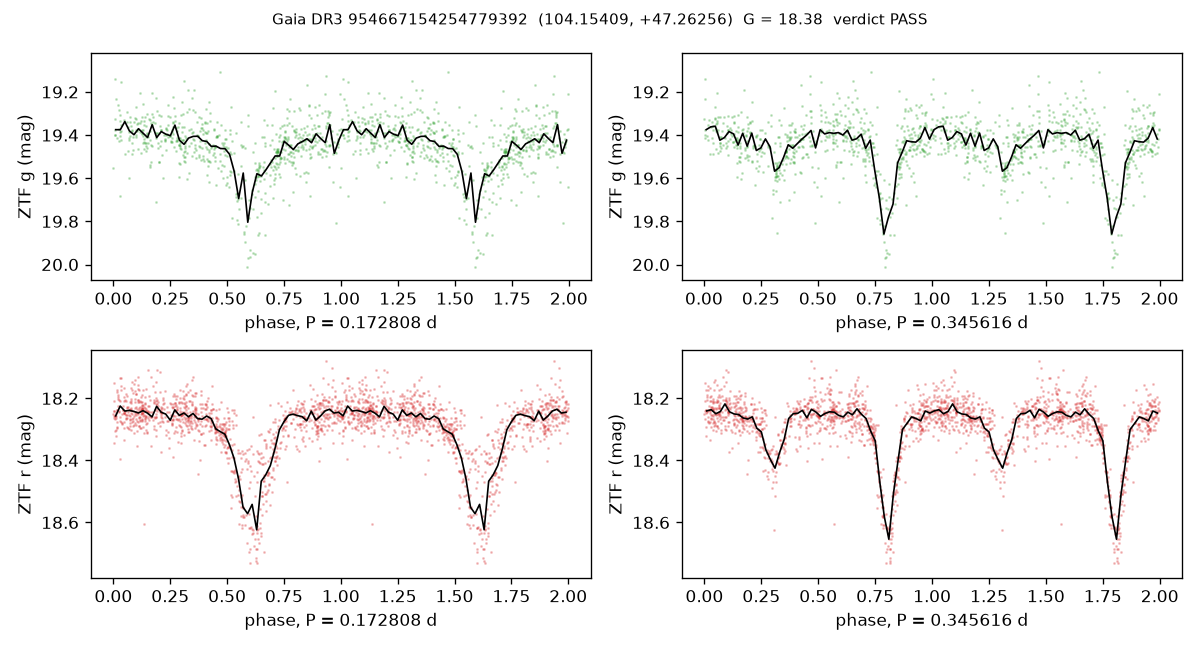 Gaia DR3 954667154254779392 (104.15409, +47.26256) G = 18.38 verdict PASS
ZTF g (mag)
19.2
19.4
19.6
19.8
20.0
0.00 0.25 0.50 0.75 1.00 1.25 1.50 1.75 2.00
phase, P = 0.172808 d
ZTF g (mag)
19.2
19.4
19.6
19.8
20.0
0.00 0.25 0.50 0.75 1.00 1.25 1.50 1.75 2.00
phase, P = 0.345616 d
ZTF r (mag)
18.2
18.4
18.6
0.00 0.25 0.50 0.75 1.00 1.25 1.50 1.75 2.00
phase, P = 0.172808 d
ZTF r (mag)
18.2
18.4
18.6
0.00 0.25 0.50 0.75 1.00 1.25 1.50 1.75 2.00
phase, P = 0.345616 d